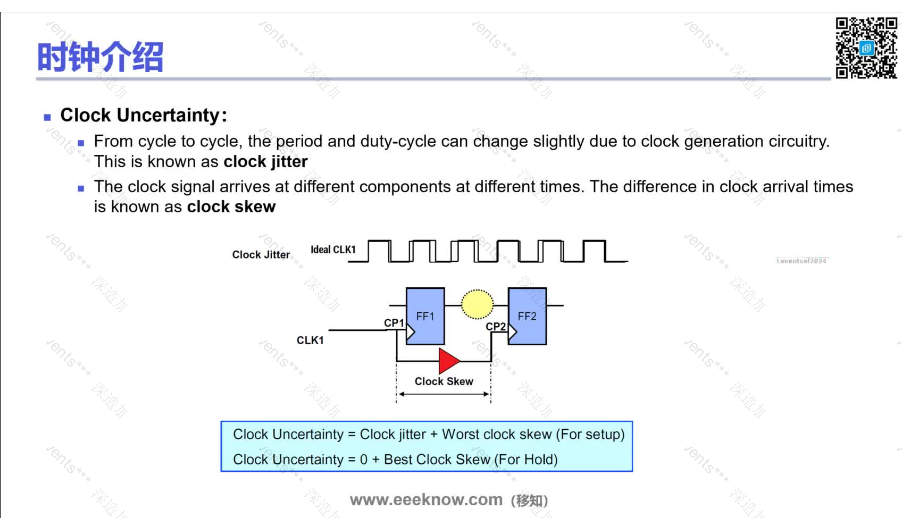 时钟介绍
Clock Uncertainty：
From cycle to cycle, the period and duty-cycle can change slightly due to clock generation circuitry.
This is known as clock jitter
The clock signal arrives at different components at different times. The difference in clock arrival times
is known as clock skew
Clock Jitter
Ideal CLK1
FF1
FF2
CP1
CP2
CLK1
Clock Skew
Clock Uncertainty = Clock jitter + Worst clock skew (For setup)
Clock Uncertainty = 0 + Best Clock Skew (For Hold)
www.eeeknow.com（移知）